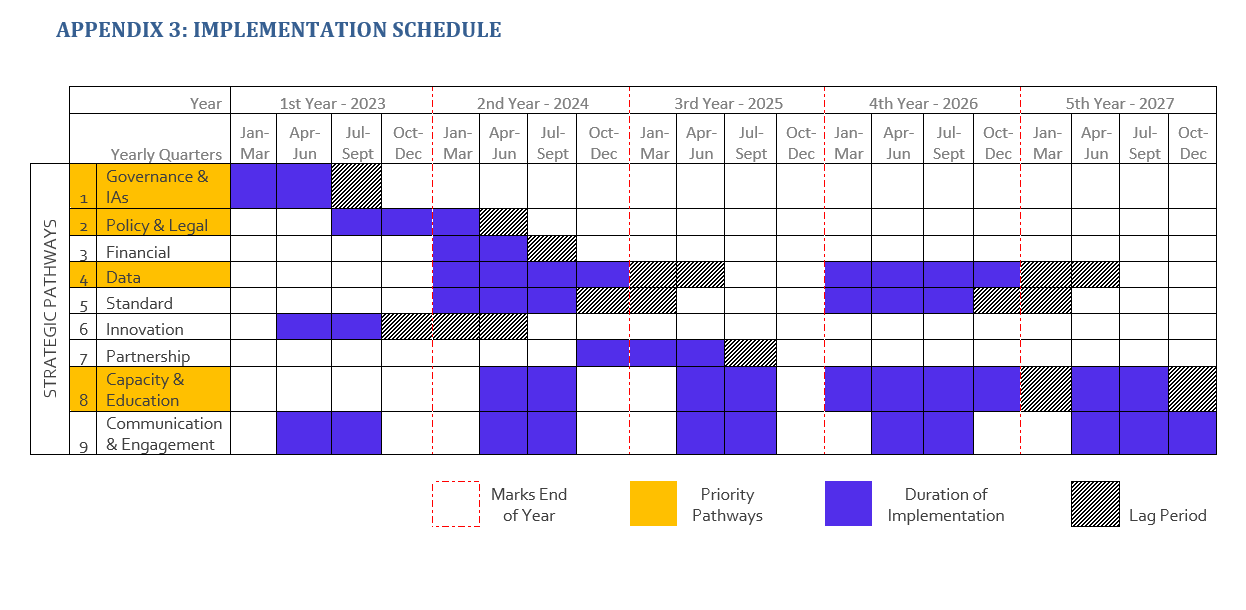 APPENDIX 3: IMPLEMENTATION SCHEDULE
Year 1st Year - 2023 2nd Year - 2024 3rd Year - 2025 4th Year - 2026 5th Year - 2027
Jan- Apr- Jul- Oct- Jan- Apr- Jul- Oct- Jan- Apr- Jul- Oct- Jan- Apr- Jul- Oct- Jan- Apr- Jul- Oct-
Yearly Quarters Mar Jun Sept Dec Mar Jun Sept Dec Mar Jun Sept Dec Mar Jun Sept Dec Mar Jun Sept Dec
STRATEGIC PATHWAYS
Governance &
1 IAs
2 Policy & Legal
3 Financial
4 Data
5 Standard
6 Innovation
7 Partnership
Capacity &
8 Education
Communication
9 & Engagement
Marks End
of Year
Priority
Pathways
Duration of
Implementation
Lag Period